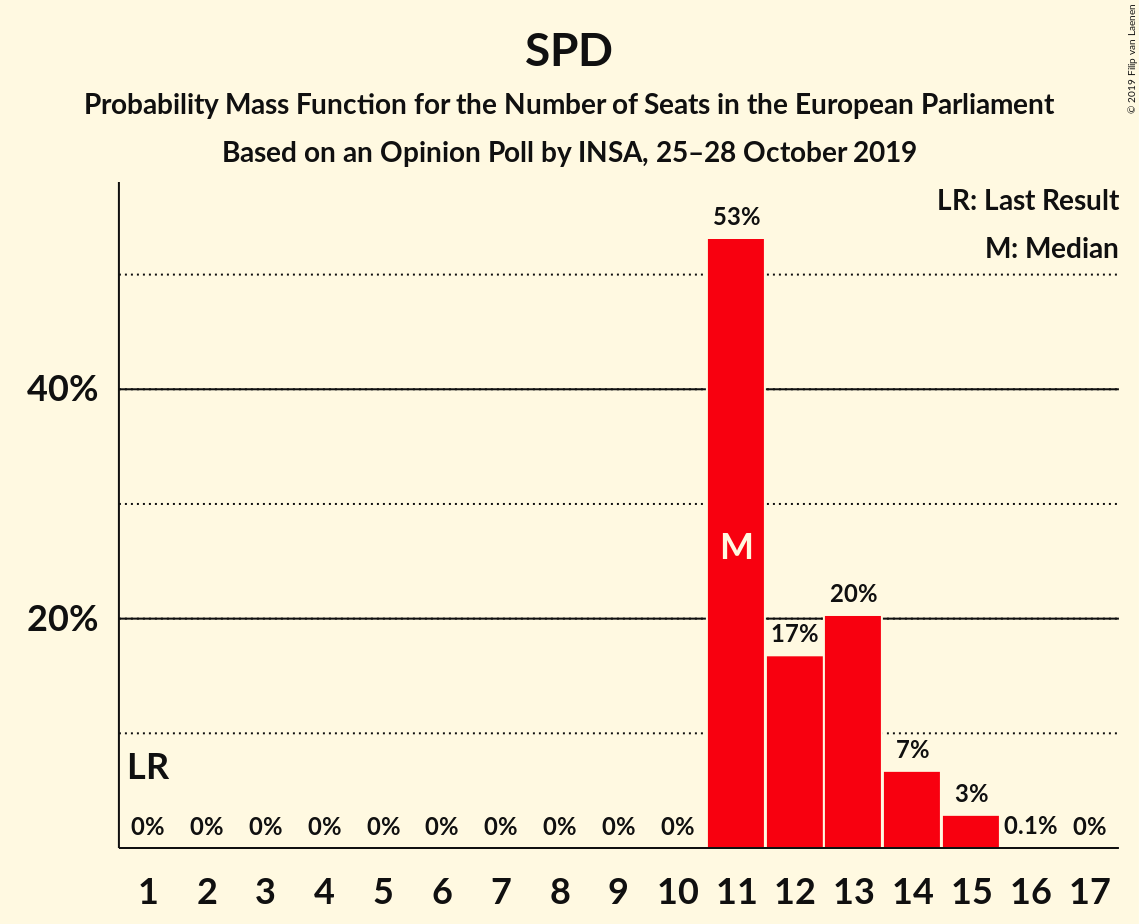 SPD
Probability Mass Function for the Number of Seats in the European Parliament
Based on an Opinion Poll by INSA, 25–28 October 2019
© 2019 Filip van Laenen
LR: Last Result
M: Median
53%
40%
M
20%
20%
17%
7%
LR
3%
0% 0% 0% 0% 0% 0% 0% 0% 0% 0% 0.1% 0%
1 2 3 4 5 6 7 8 9 10 11 12 13 14 15 16 17